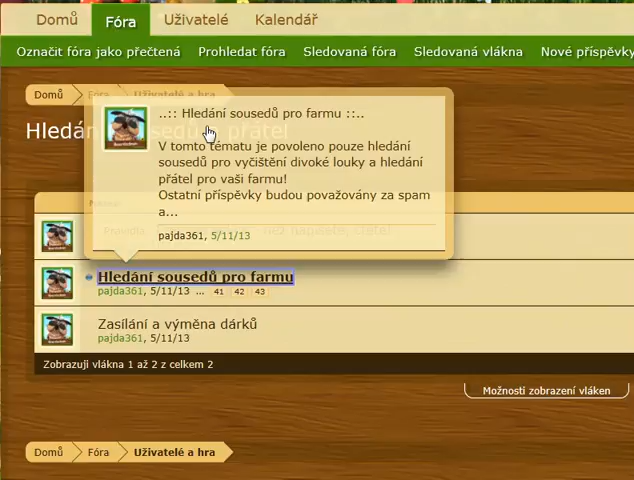 Domů Fóra Uživatelé Kalendář
Označit fóra jako přečtená Prohledat fóra Sledovaná fóra Sledovaná vlákna Nové příspěvky
Domů Fóra Uživatelé a hra
..:: Hledání sousedů pro farmu ::..
V tomto tématu je povoleno pouze hledání
sousedů pro vyčištění divoké louky a hledání
přátel pro vaši farmu!
Ostatní příspěvky budou považovány za spam
a...
pajda361, 5/11/13
Hledání sousedů pro farmu
pajda361, 5/11/13 ... 41 42 43
Zasílání a výměna dárků
pajda361, 5/11/13
Zobrazuji vlákna 1 až 2 z celkem 2
Možnosti zobrazení vláken
Domů Fóra Uživatelé a hra